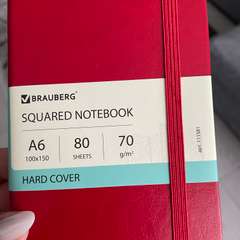 BRAUBERG
SQUARED NOTEBOOK
A6 80 70
100x150 SHEETS g/m²
HARD COVER